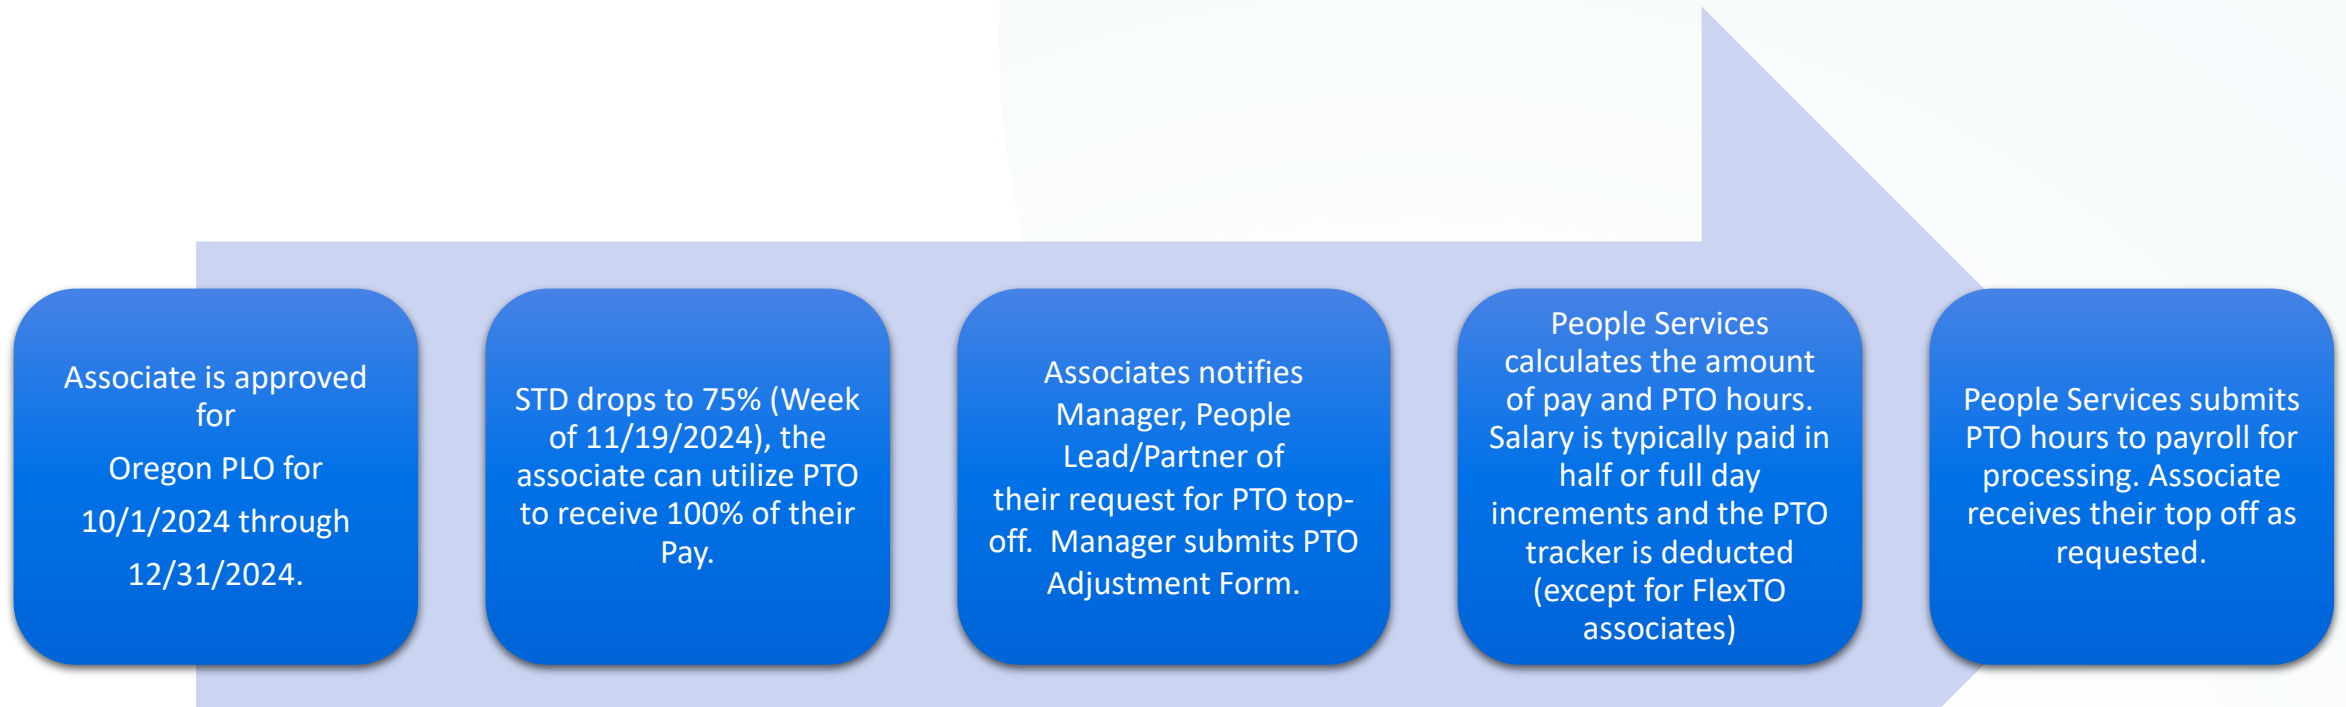 Associate is approved
for
Oregon PLO for
10/1/2024 through
12/31/2024.
STD drops to 75% (Week
of 11/19/2024), the
associate can utilize PTO
to receive 100% of their
Pay.
Associates notifies
Manager, People
Lead/Partner of
their request for PTO top-
off.  Manager submits PTO
Adjustment Form.
People Services
calculates the amount
of pay and PTO hours.
Salary is typically paid in
half or full day
increments and the PTO
tracker is deducted
(except for FlexTO
associates)
People Services submits
PTO hours to payroll for
processing. Associate
receives their top off as
requested.